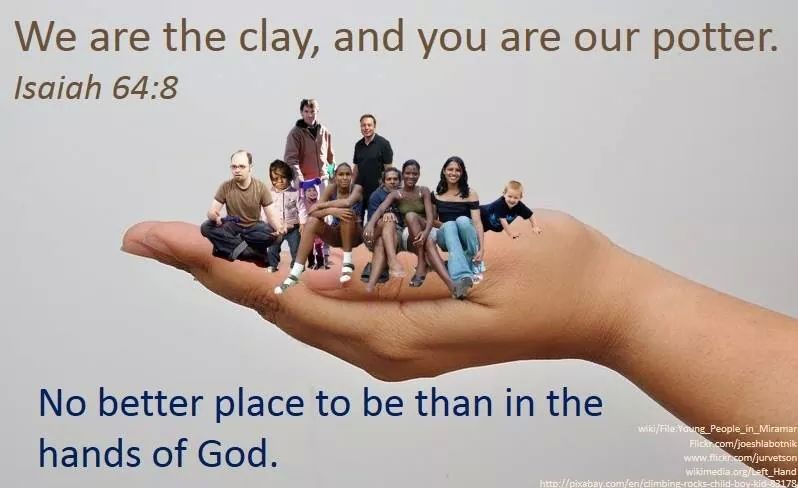 We are the clay, and you are our potter.
Isaiah 64:8
No better place to be than in the
hands of God.
wiki/File:Young_People_in_Miramar
Flickr.com/joeshlabotnik
www.flickr.com/jurvetson
wikimedia.org/Left_Hand
http://pixabay.com/en/climbing-rocks-child-boy-kid-83178